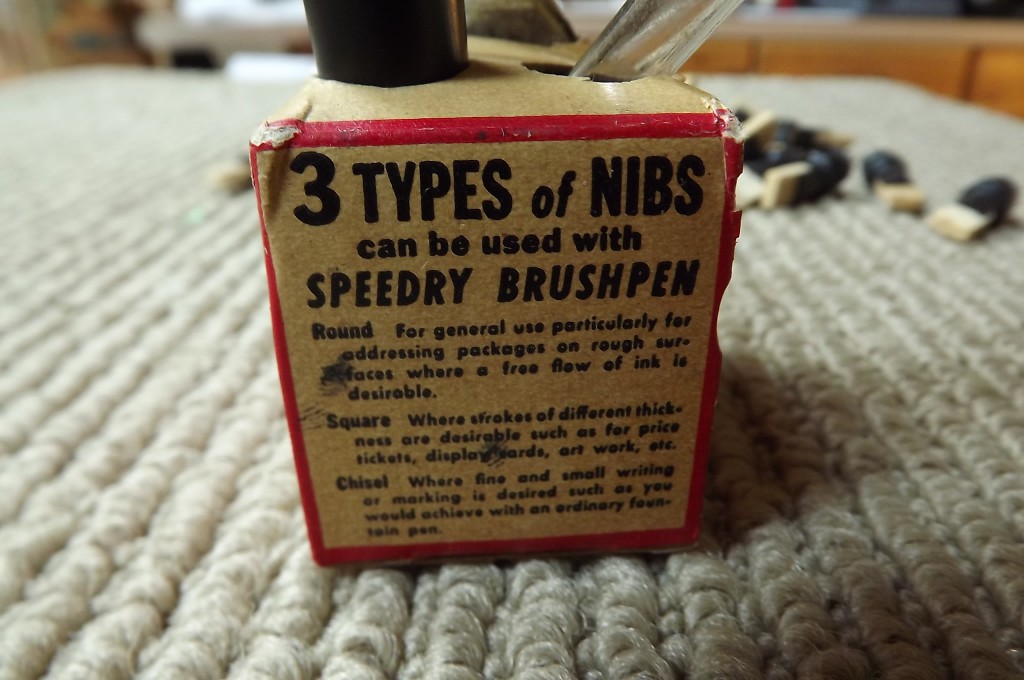 3 TYPES of NIBS
can be used with
SPEEDRY BRUSHPEN
Round For general use particularly for
addressing packages on rough sur-
faces where a free flow of ink is
desirable.
Square Where strokes of different thick-
ness are desirable such as for price
tickets, display cards, art work, etc.
Chisel Where fine and small writing
or marking is desired such as you
would achieve with an ordinary foun-
tain pen.